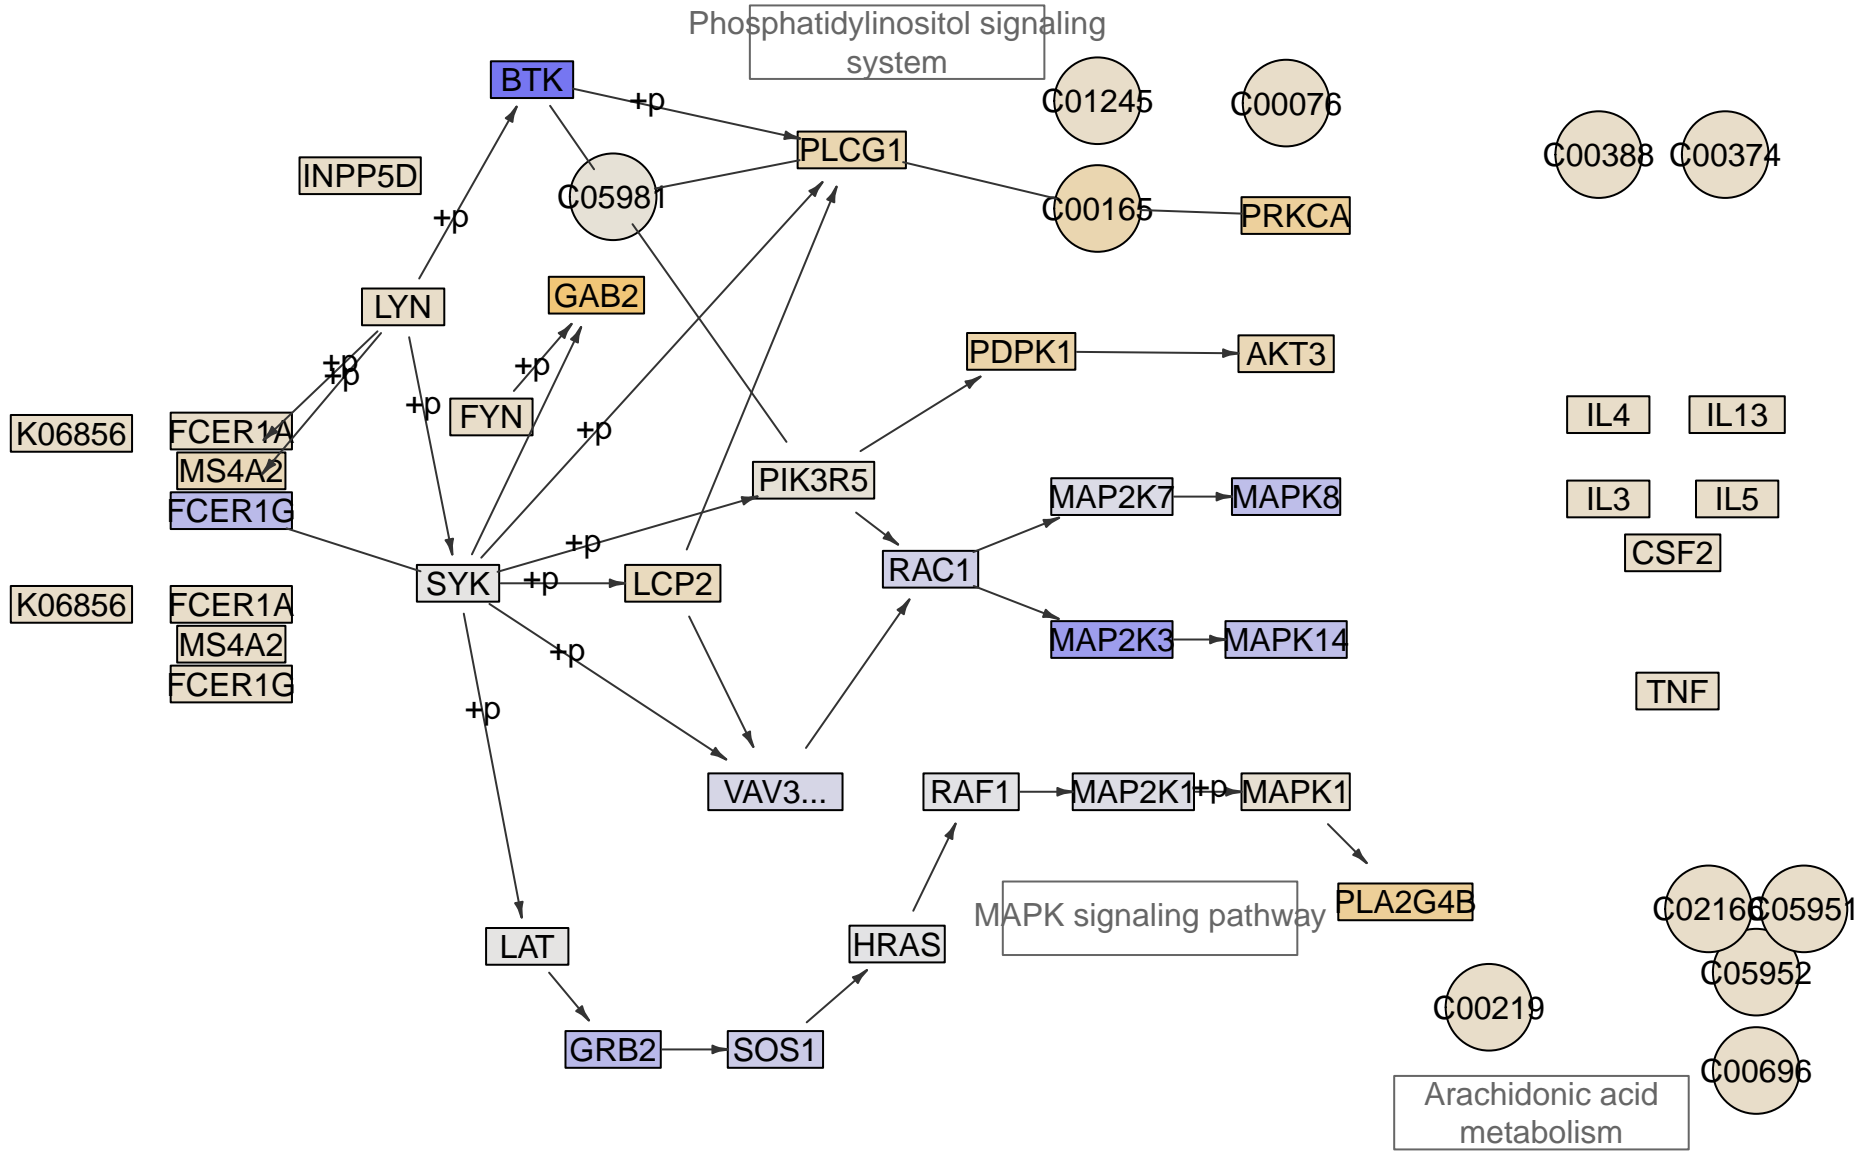 Phosphatidylinositol signaling
system
BTK
+p
C01245
C00076
PLCG1
C00388
C00374
INPP5D
C05981
+p
C00165
PRKCA
LYN
GAB2
+p
+p
+p
PDPK1
AKT3
+p
FYN
+p
K06856
FCER1A
MS4A2
FCER1G
IL4
IL13
PIK3R5
MAP2K7
MAPK8
IL3
IL5
+p
CSF2
SYK
+p
LCP2
RAC1
K06856
FCER1A
MS4A2
FCER1G
+p
MAP2K3
MAPK14
TNF
+p
VAV3...
RAF1
MAP2K1
+p
MAPK1
MAPK signaling pathway
PLA2G4B
C02166
C05951
LAT
HRAS
C05952
C00219
GRB2
SOS1
C00696
Arachidonic acid
metabolism